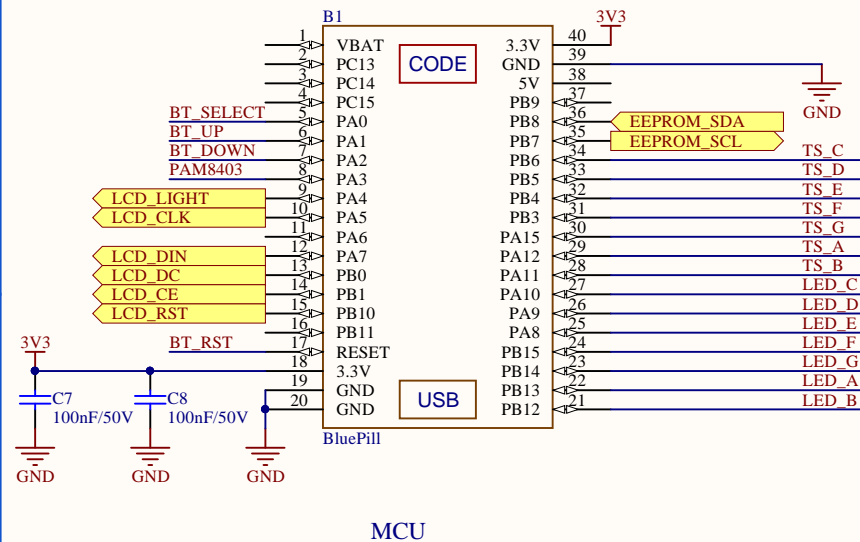 B1
3V3
1 VBAT 3.3V 40
2 PC13 CODE GND 39
3 PC14 5V 38
4 PC15 PB9 37
GND
BT_SELECT 5 PA0 PB8 36 EEPROM_SDA
BT_UP 6 PA1 PB7 35 EEPROM_SCL
BT_DOWN 7 PA2 PB6 34 TS_C
PAM8403 8 PA3 PB5 33 TS_D
LCD_LIGHT 9 PA4 PB4 32 TS_E
LCD_CLK 10 PA5 PB3 31 TS_F
11 PA6 PA15 30 TS_G
LCD_DIN 12 PA7 PA12 29 TS_A
LCD_DC 13 PB0 PA11 28 TS_B
LCD_CE 14 PB1 PA10 27 LED_C
LCD_RST 15 PB10 PA9 26 LED_D
16 PB11 PA8 25 LED_E
3V3 BT_RST 17 RESET PB15 24 LED_F
18 3.3V PB14 23 LED_G
19 GND USB PB13 22 LED_A
20 GND PB12 21 LED_B
C7 C8
100nF/50V 100nF/50V
BluePill
GND GND GND
MCU